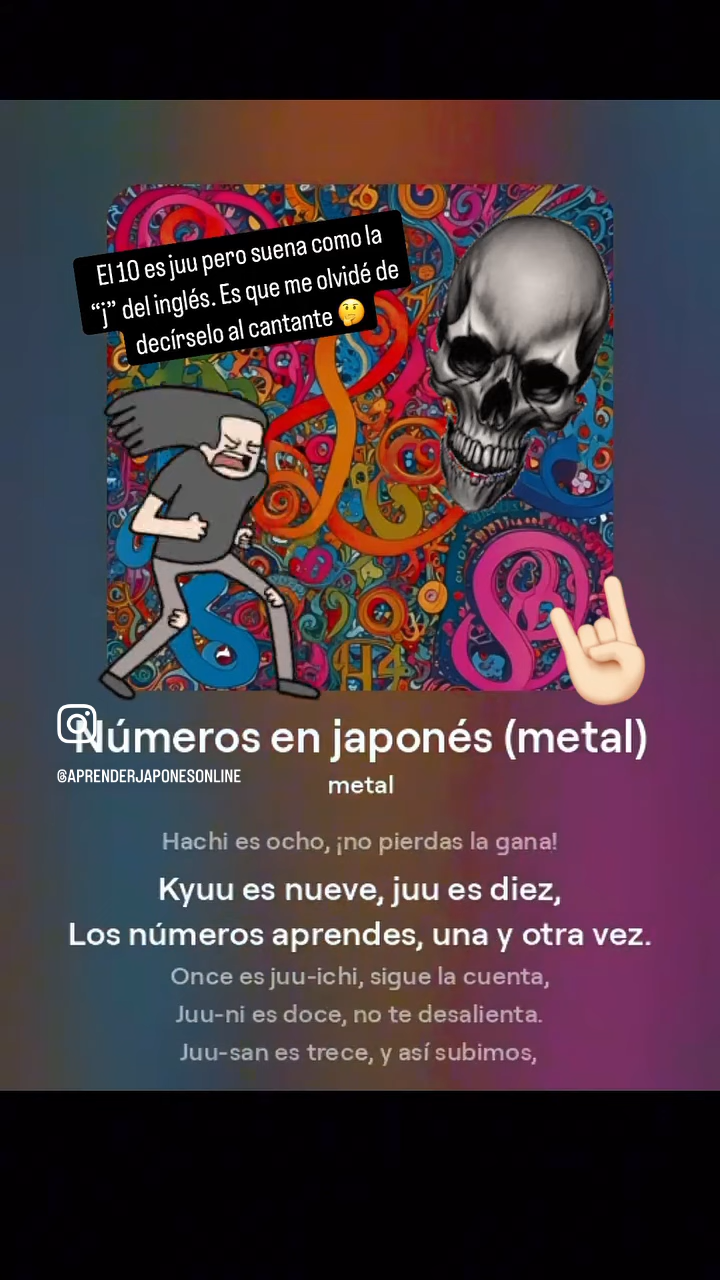 El 10 es juu pero suena como la
“j” del inglés. Es que me olvidé de
decírselo al cantante 🤔
Números en japonés (metal)
@APRENDERJAPONESONLINE
metal
Hachi es ocho, ¡no pierdas la gana!
Kyuu es nueve, juu es diez,
Los números aprendes, una y otra vez.
Once es juu-ichi, sigue la cuenta,
Juu-ni es doce, no te desalienta.
Juu-san es trece, y así subimos,